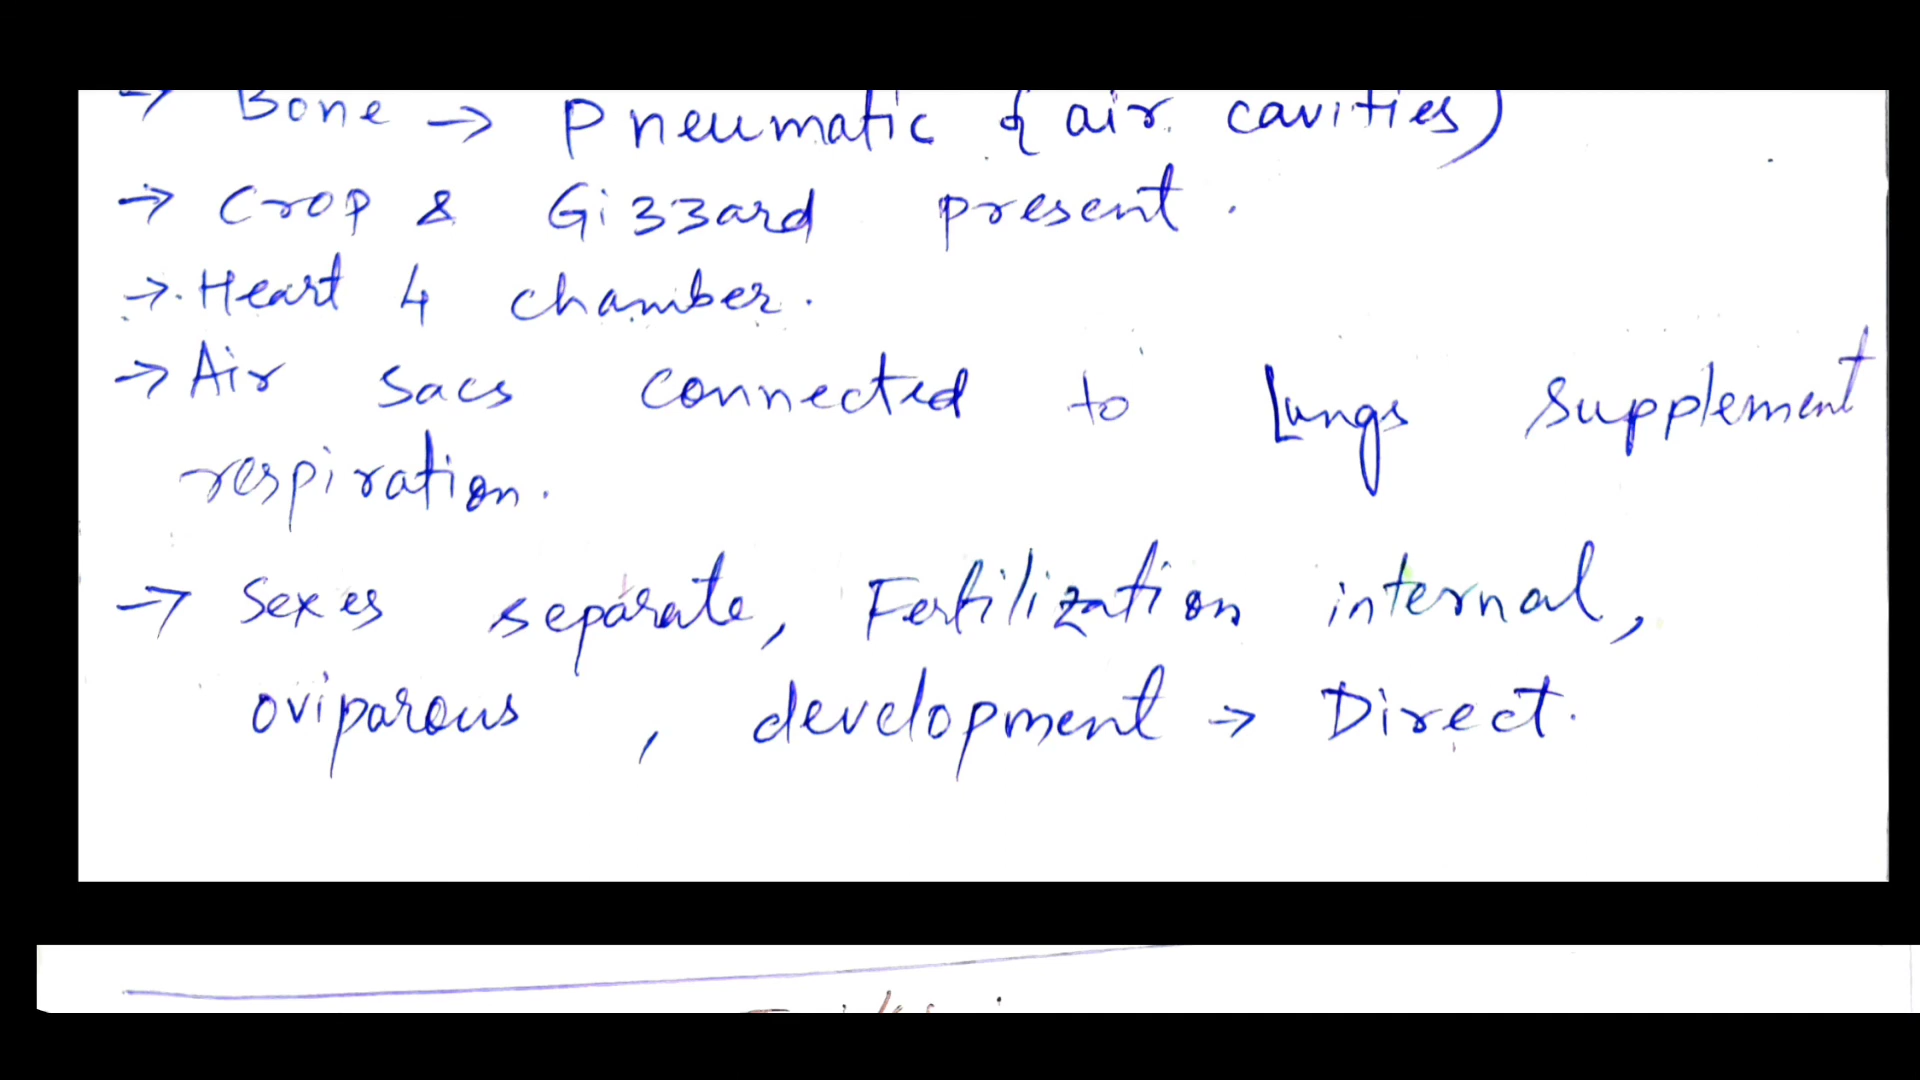 → Bone → Pneumatic {air cavities)
→ Crop & Gizzard present.
→ Heart 4 chamber.
→ Air sacs connected to Lungs supplement
respiration.
→ Sexes separate, Fertilization internal,
oviparous, development → Direct.